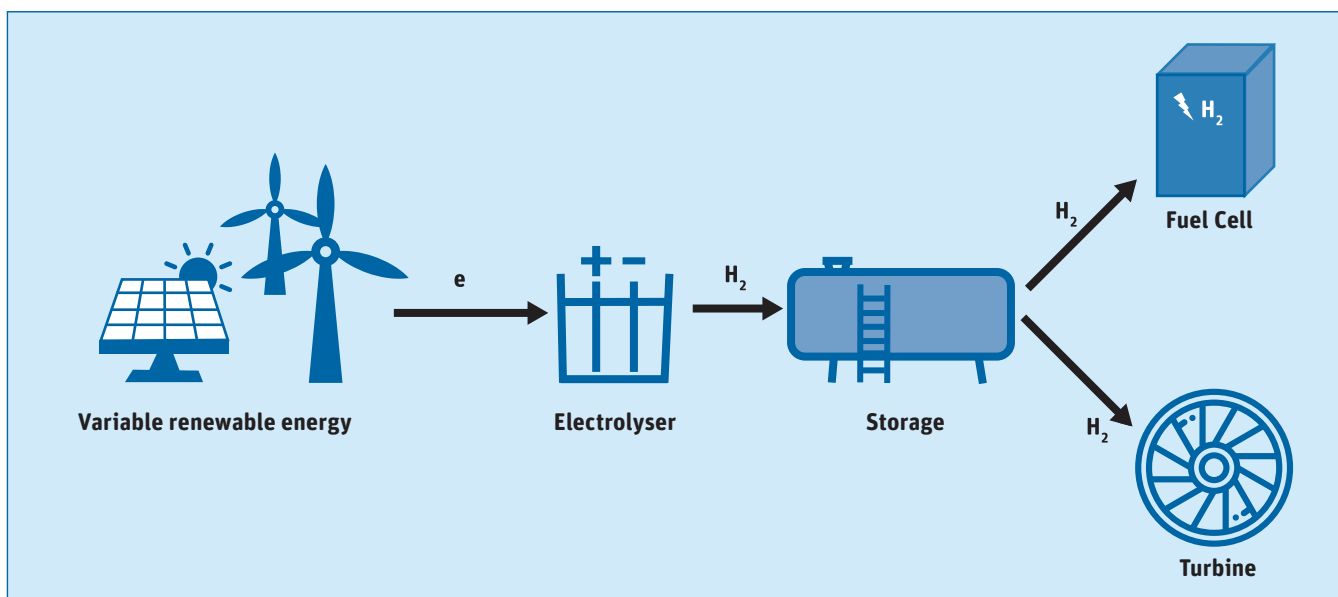 H₂
Fuel Cell
H₂
e
H₂
Variable renewable energy
Electrolyser
Storage
H₂
Turbine